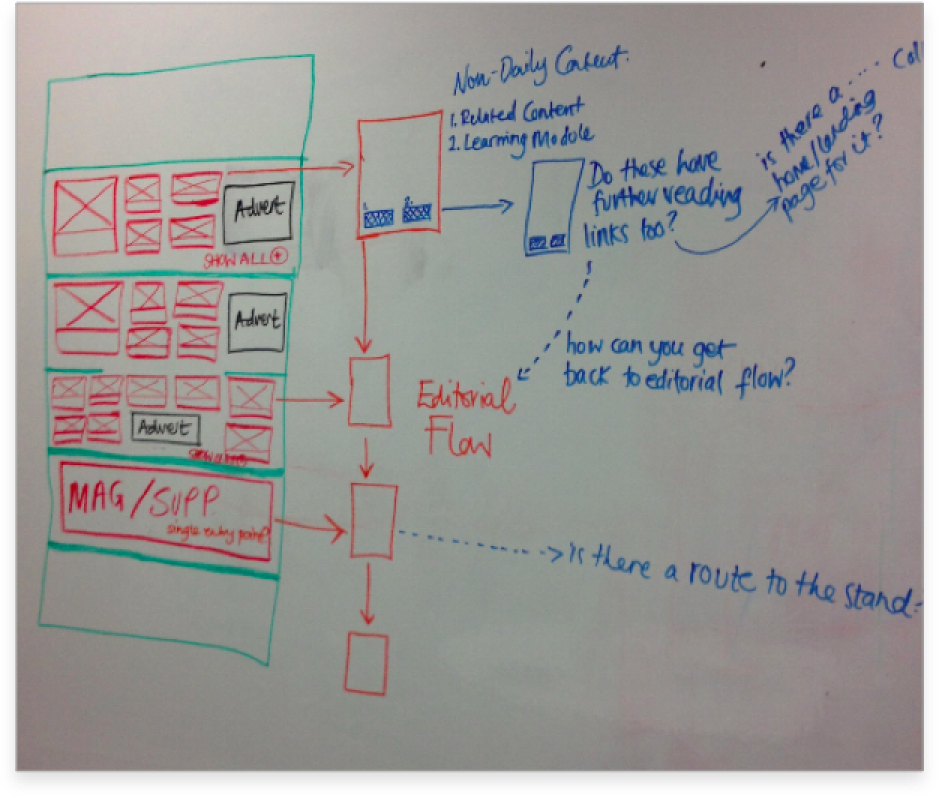 Non-Daily Content.
1. Related Content
2. Learning Module
Advert
SHOW ALL +
1.
2.
Do these have
further reading
links too?
is there a ....
home/landing
page for it?
Col
Advert
how can you get
back to editorial flow?
Editorial
Flow
Advert
SHOW ALL
MAG/SUPP
single entry point?
is there a route to the stand-